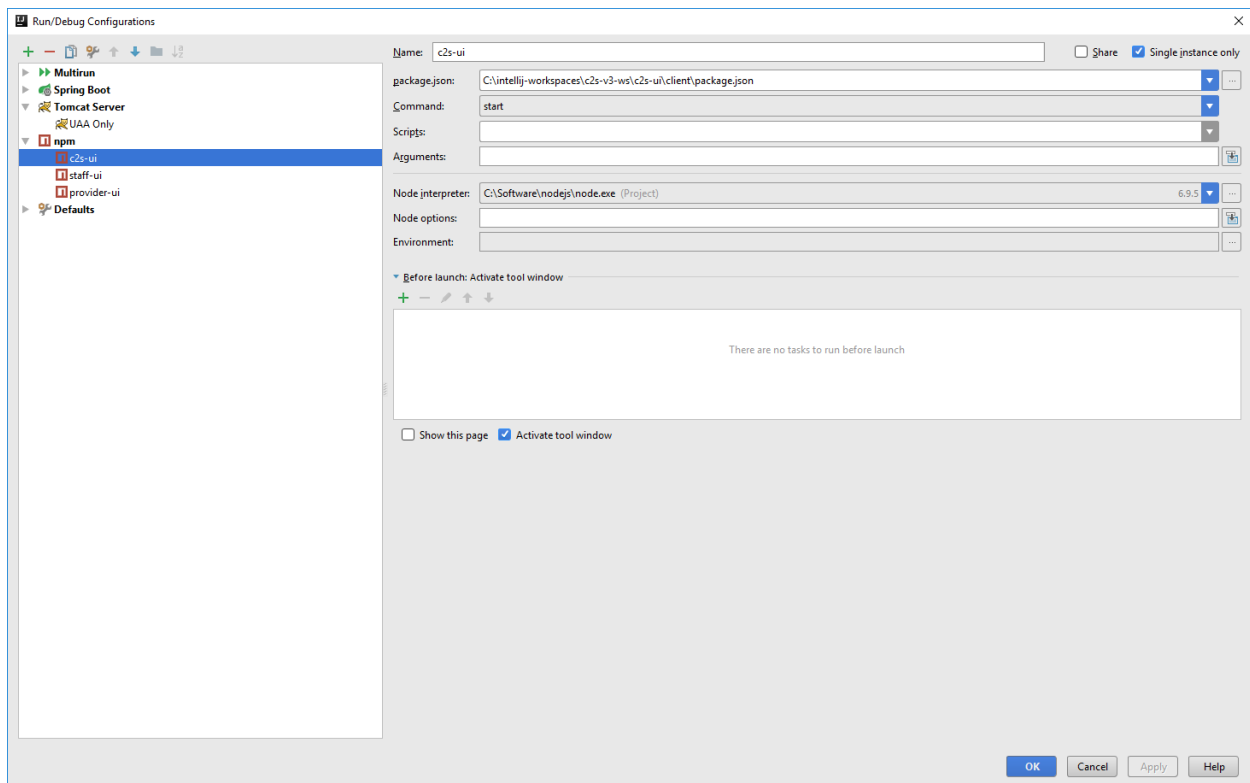 Run/Debug Configurations
Name: c2s-ui Share Single instance only
Multirun
Spring Boot
Tomcat Server
UAA Only
npm
c2s-ui
staff-ui
provider-ui
Defaults
package.json: C:\intellij-workspaces\c2s-v3-ws\c2s-ui\client\package.json
Command: start
Scripts:
Arguments:
Node interpreter: C:\Software\nodejs\node.exe (Project) 6.9.5
Node options:
Environment:
Before launch: Activate tool window
There are no tasks to run before launch
Show this page Activate tool window
OK Cancel Apply Help